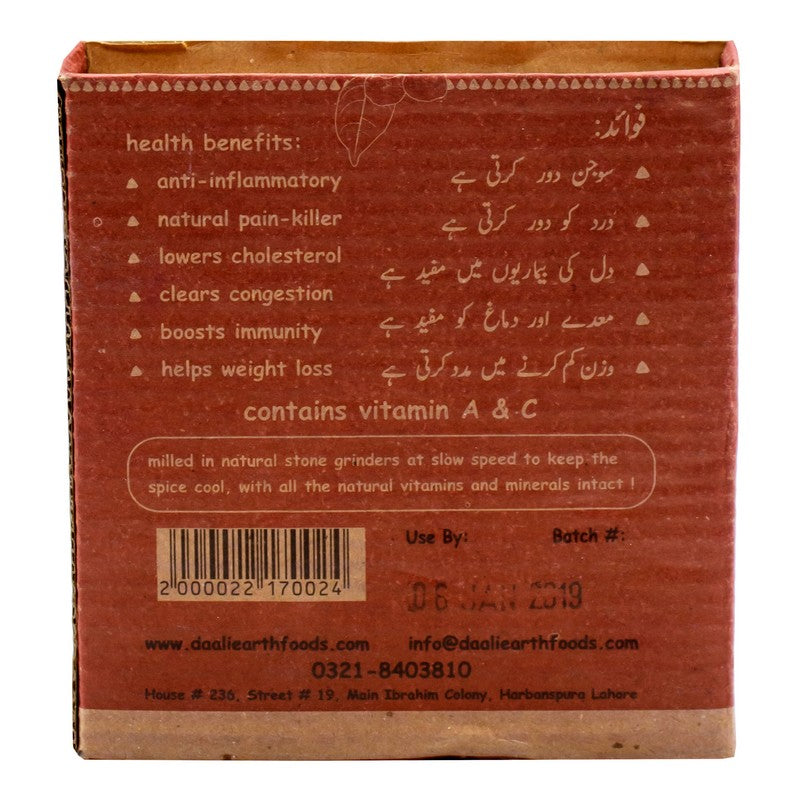 health benefits:
anti-inflammatory
natural pain-killer
lowers cholesterol
clears congestion
boosts immunity
helps weight loss
فوائد:
سوجن دور کرتی ہے
درد کو دور کرتی ہے
دل کی بیماریوں میں مفید ہے
معدے اور دماغ کو مفید ہے
وزن کم کرنے میں مدد کرتی ہے
contains vitamin A & C
milled in natural stone grinders at slow speed to keep the
spice cool, with all the natural vitamins and minerals intact !
2 000022 170024
Use By: Batch #:
06 JAN 2019
www.daaliearthfoods.com info@daaliearthfoods.com
0321-8403810
House # 236, Street # 19, Main Ibrahim Colony, Harbanspura Lahore